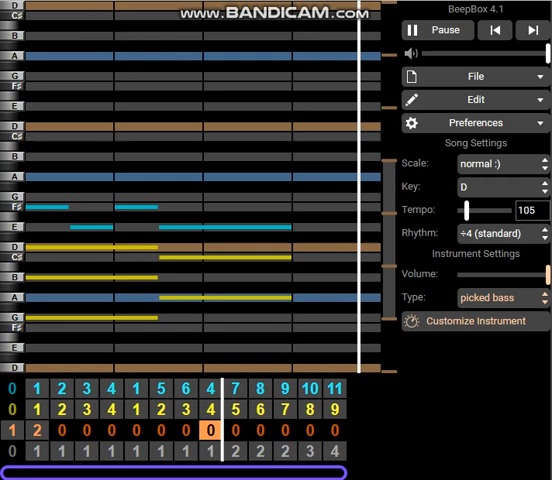 www.BANDICAM.com
BeepBox 4.1
Pause
File
Edit
Preferences
Song Settings
Scale: normal :)
Key: D
Tempo: 105
Rhythm: ÷4 (standard)
Instrument Settings
Volume:
Type: picked bass
Customize Instrument
D
C♯
B
A
G
F♯
E
D
C♯
B
A
G
F♯
E
D
C♯
B
A
G
F♯
E
D
0 1 2 3 4 1 5 6 4 7 8 9 10 11
0 1 2 3 4 1 2 3 4 5 6 7 8 9
1 2 0 0 0 0 0 0 0 0 0 0 0 0
0 1 1 1 1 1 1 1 1 2 2 2 3 4